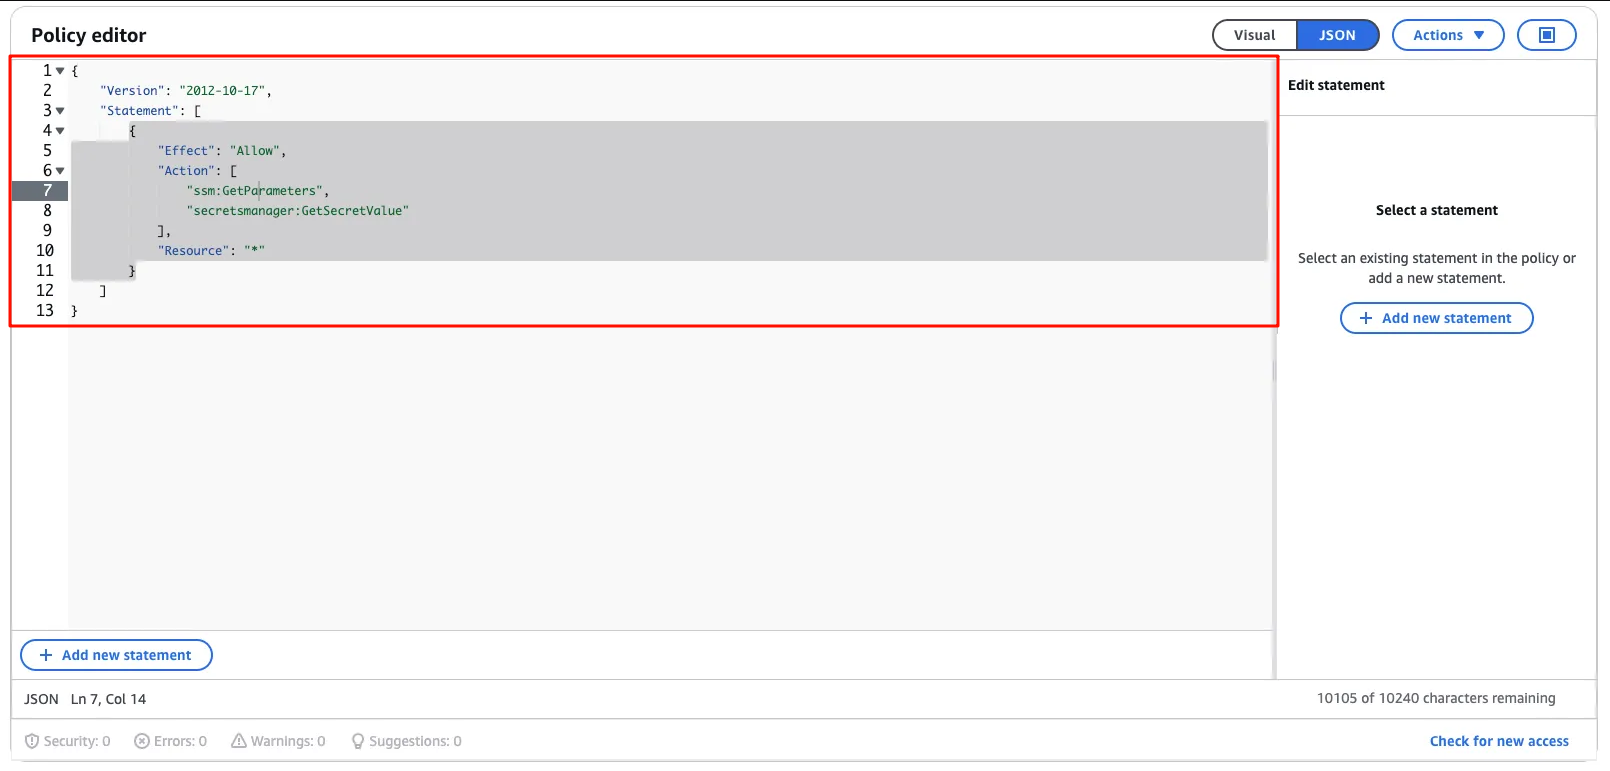 Policy editor
Visual
JSON
Actions
1 {
2 "Version": "2012-10-17",
3 "Statement": [
4 {
5 "Effect": "Allow",
6 "Action": [
7 "ssm:GetParameters",
8 "secretsmanager:GetSecretValue"
9 ],
10 "Resource": "*"
11 }
12 ]
13 }
Edit statement
Select a statement
Select an existing statement in the policy or
add a new statement.
+ Add new statement
+ Add new statement
JSON Ln 7, Col 14
10105 of 10240 characters remaining
Security: 0 Errors: 0 Warnings: 0 Suggestions: 0
Check for new access